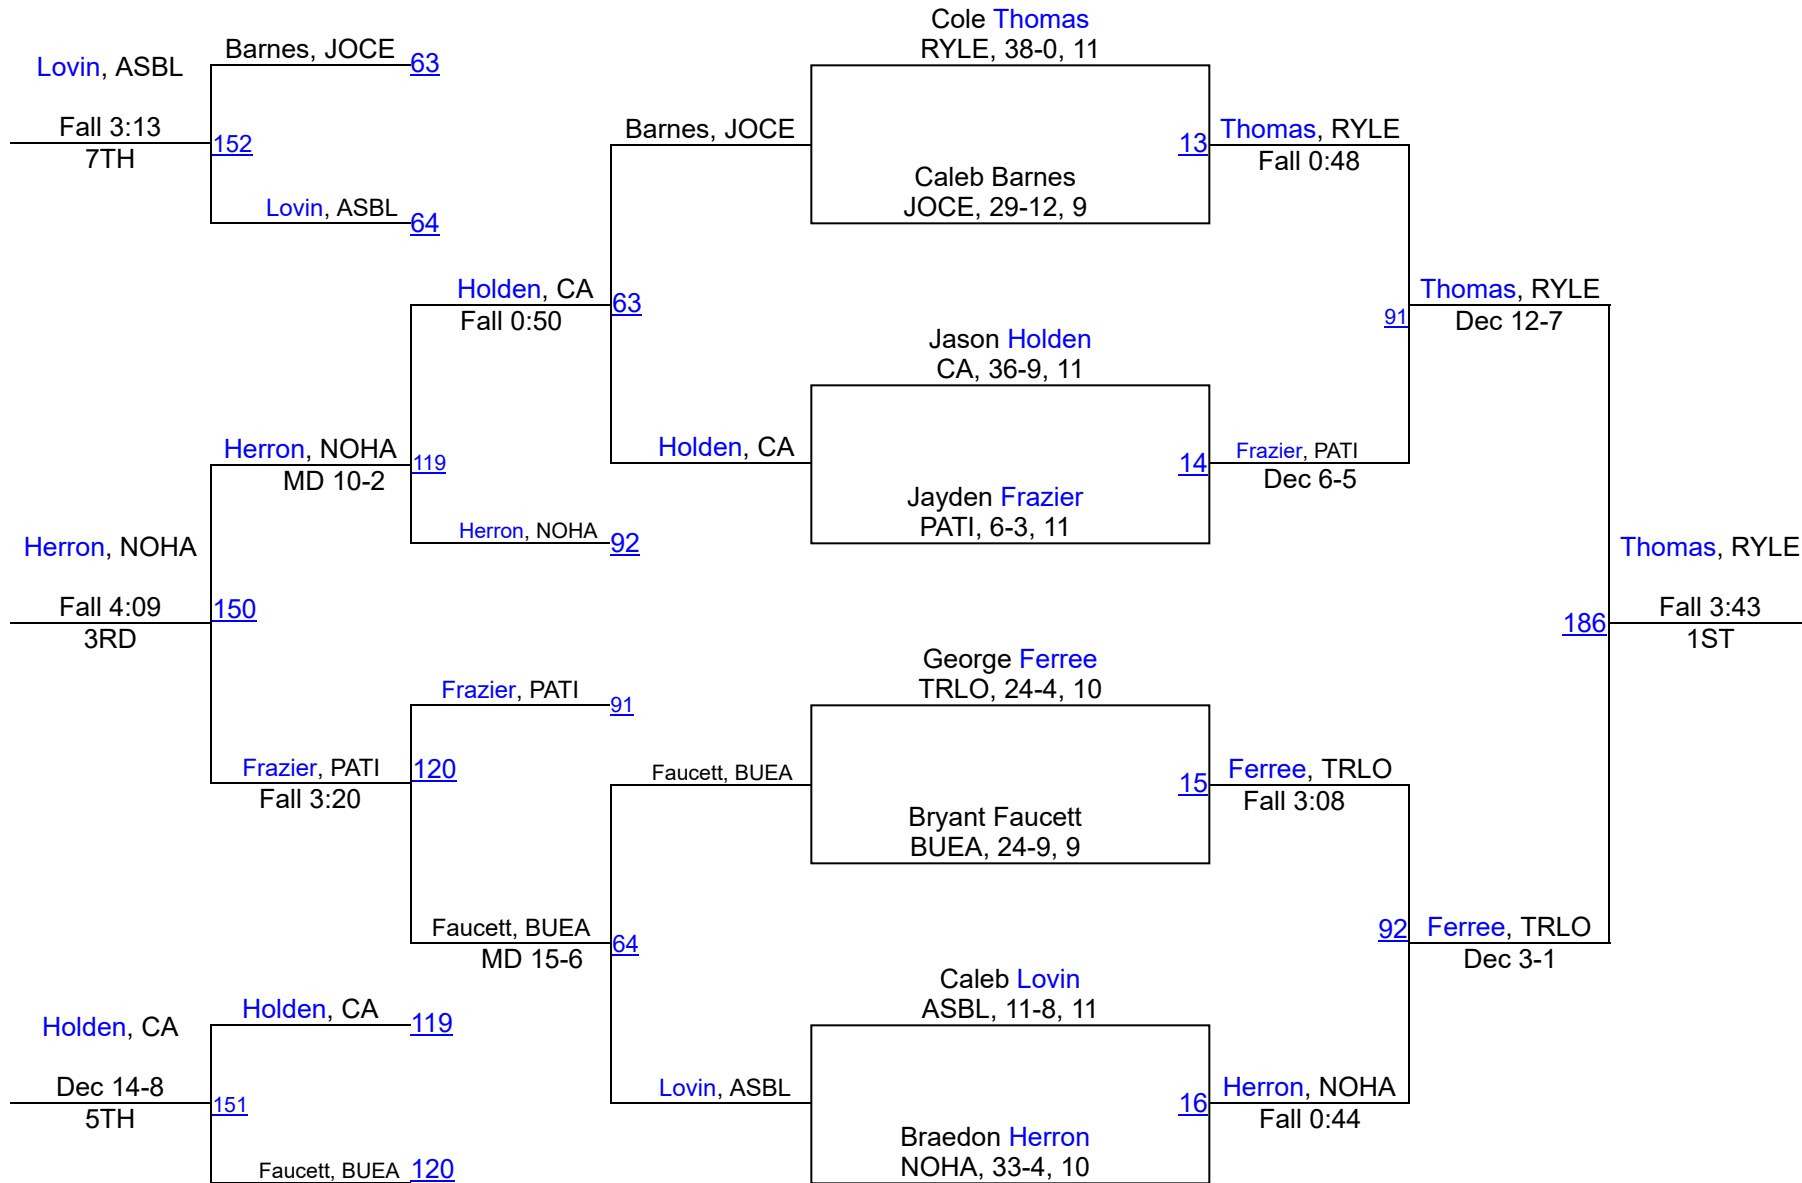 Cole Thomas
RYLE, 38-0, 11
Barnes, JOCE
63
Lovin, ASBL
Fall 3:13
7TH
152
Lovin, ASBL
64
Barnes, JOCE
13
Thomas, RYLE
Fall 0:48
Caleb Barnes
JOCE, 29-12, 9
Holden, CA
Fall 0:50
63
Thomas, RYLE
Dec 12-7
91
Jason Holden
CA, 36-9, 11
Herron, NOHA
MD 10-2
119
Holden, CA
14
Frazier, PATI
Dec 6-5
Jayden Frazier
PATI, 6-3, 11
Herron, NOHA
92
Herron, NOHA
Fall 4:09
3RD
150
Thomas, RYLE
Fall 3:43
1ST
186
George Ferree
TRLO, 24-4, 10
Frazier, PATI
91
Frazier, PATI
Fall 3:20
120
Faucett, BUEA
15
Ferree, TRLO
Fall 3:08
Bryant Faucett
BUEA, 24-9, 9
Faucett, BUEA
MD 15-6
64
92
Ferree, TRLO
Dec 3-1
Caleb Lovin
ASBL, 11-8, 11
Holden, CA
119
Holden, CA
Dec 14-8
5TH
151
Lovin, ASBL
16
Herron, NOHA
Fall 0:44
Braedon Herron
NOHA, 33-4, 10
Faucett, BUEA
120